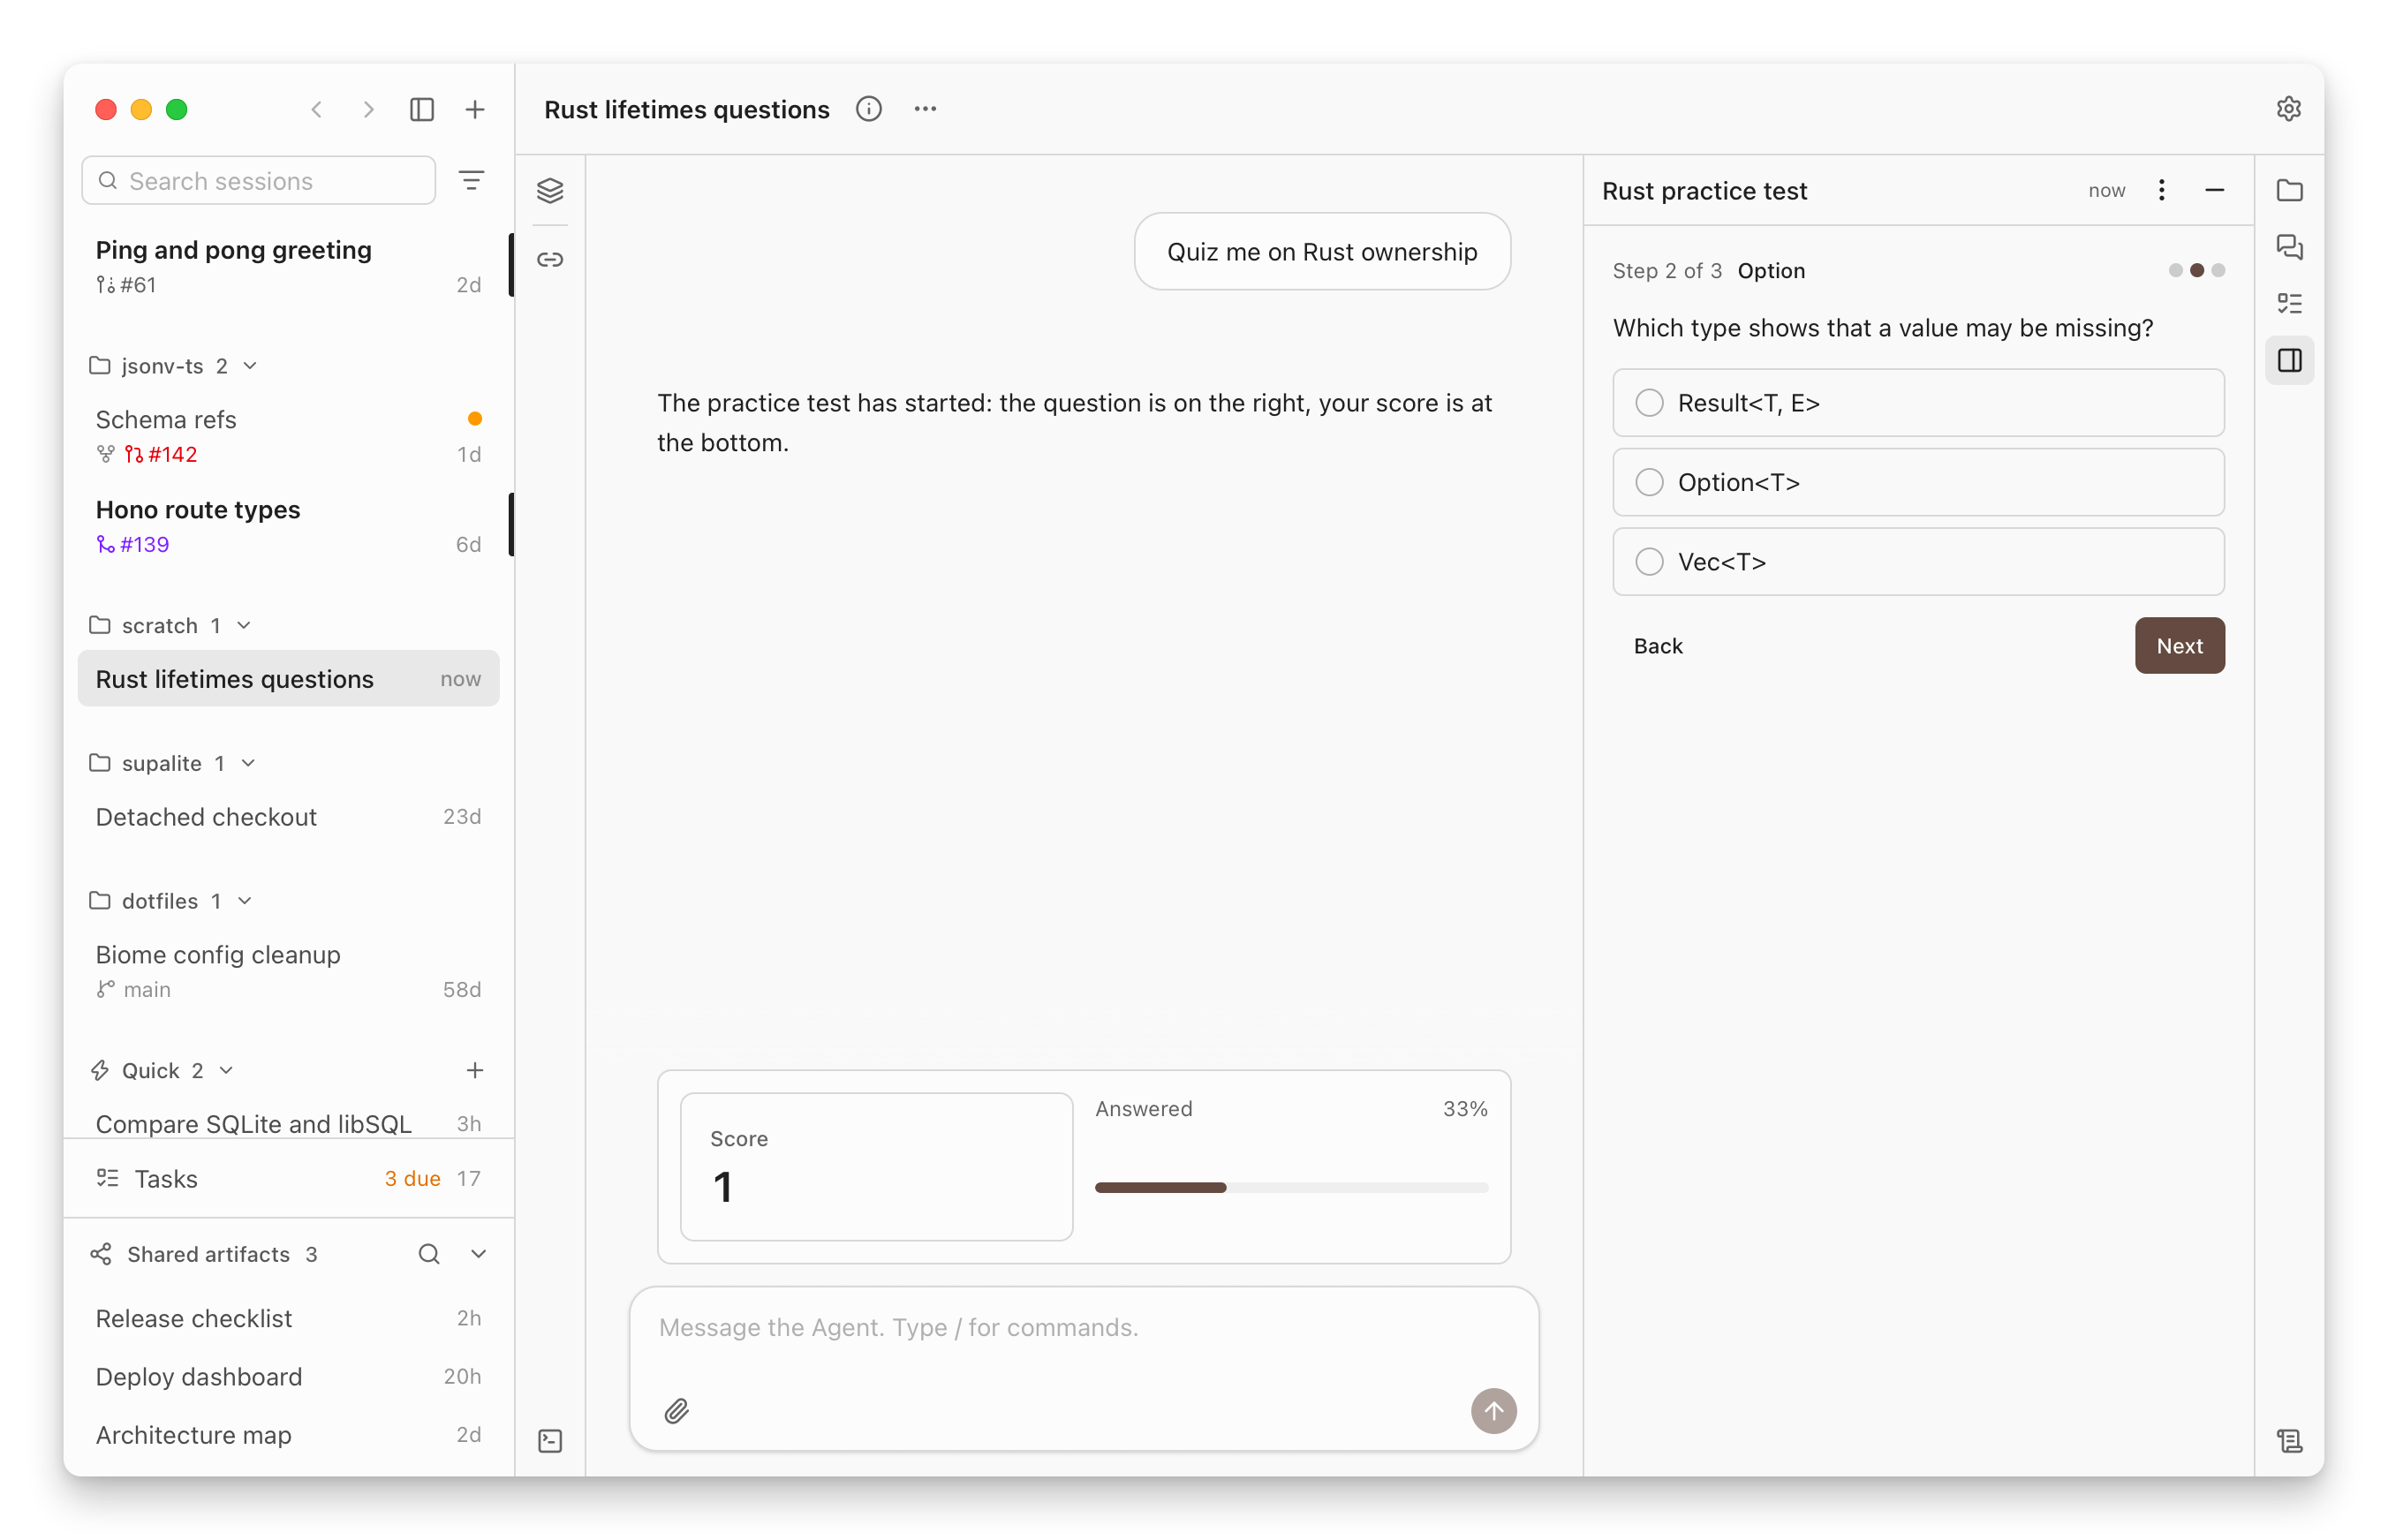 Rust lifetimes questions
Search sessions
Ping and pong greeting
#61
2d
jsonv-ts 2
Schema refs
#142
1d
Hono route types
#139
6d
scratch 1
Rust lifetimes questions
now
supalite 1
Detached checkout
23d
dotfiles 1
Biome config cleanup
main
58d
Quick 2
Compare SQLite and libSQL
3h
Tasks
3 due 17
Shared artifacts 3
Release checklist
2h
Deploy dashboard
20h
Architecture map
2d
Quiz me on Rust ownership
The practice test has started: the question is on the right, your score is at
the bottom.
Score
1
Answered
33%
Message the Agent. Type / for commands.
Rust practice test
now
Step 2 of 3 Option
Which type shows that a value may be missing?
Result<T, E>
Option<T>
Vec<T>
Back
Next